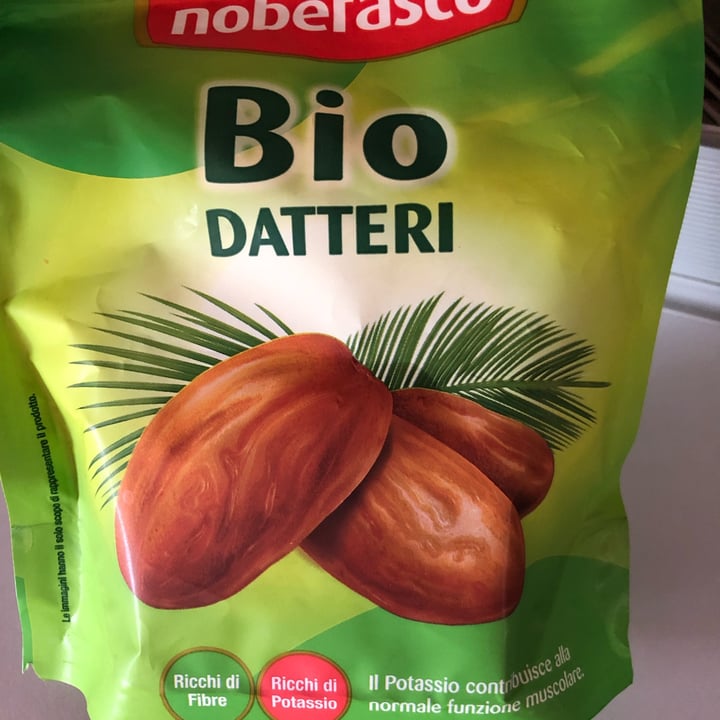 noberasco
Bio
DATTERI
Le immagini hanno il solo scopo di rappresentare il prodotto.
Ricchi di
Fibre
Ricchi di
Potassio
Il Potassio contribuisce alla
normale funzione muscolare.